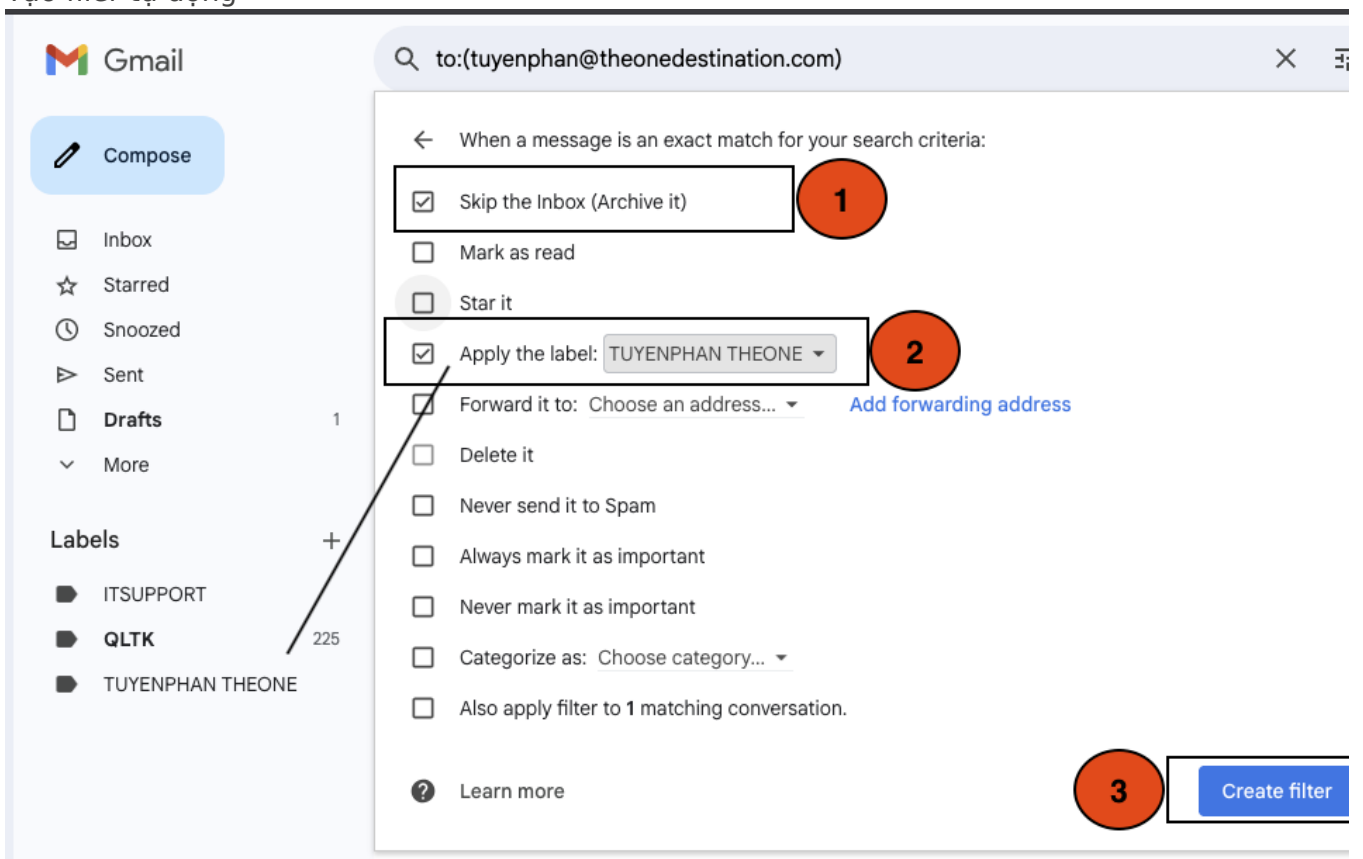 Tạo filter tự động
Gmail
to:(tuyenphan@theonedestination.com)
Compose
When a message is an exact match for your search criteria:
Skip the Inbox (Archive it)
1
Inbox
Mark as read
Starred
Star it
Snoozed
Apply the label: TUYENPHAN THEONE
2
Sent
Forward it to: Choose an address...
Add forwarding address
Drafts 1
Delete it
More
Never send it to Spam
Labels
Always mark it as important
ITSUPPORT
Never mark it as important
QLTK 225
Categorize as: Choose category...
TUYENPHAN THEONE
Also apply filter to 1 matching conversation.
Learn more
3
Create filter